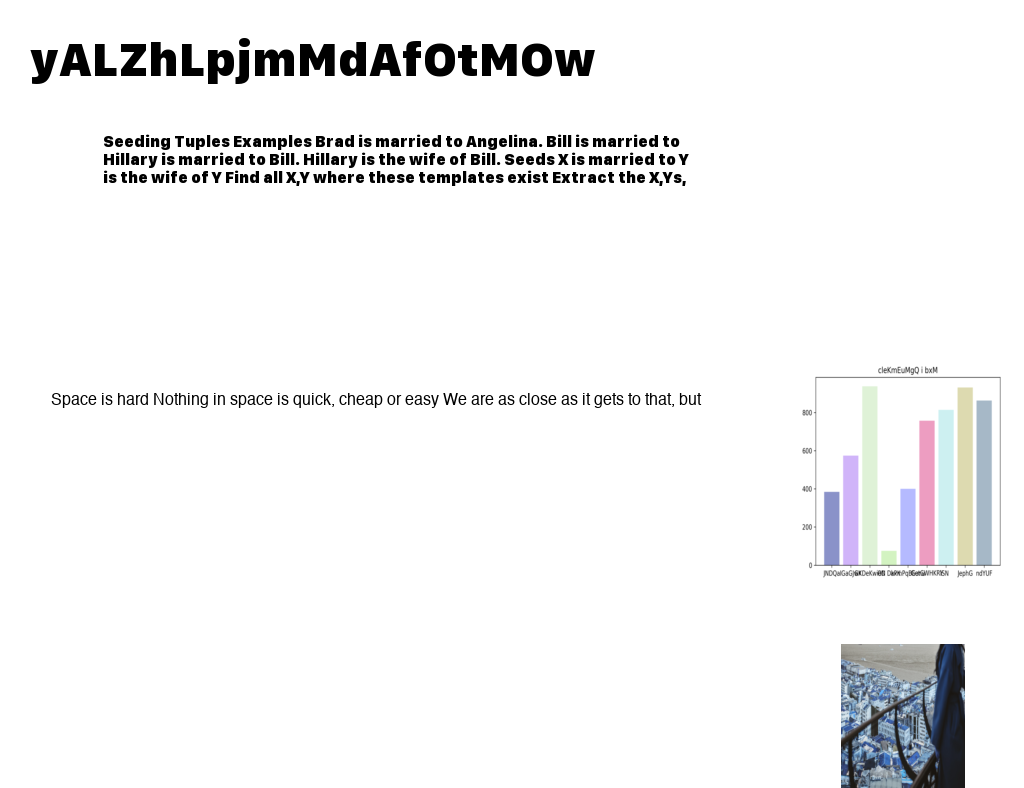 yALZhLpjmMdAfOtMOw
Seeding Tuples Examples Brad is married to Angelina. Bill is married to
Hillary is married to Bill. Hillary is the wife of Bill. Seeds X is married to Y
is the wife of Y Find all X,Y where these templates exist Extract the X,Ys,
Space is hard Nothing in space is quick, cheap or easy We are as close as it gets to that, but
cleKmEuMgQ i bxM
800
600
400
200
0
JephG ndYUF